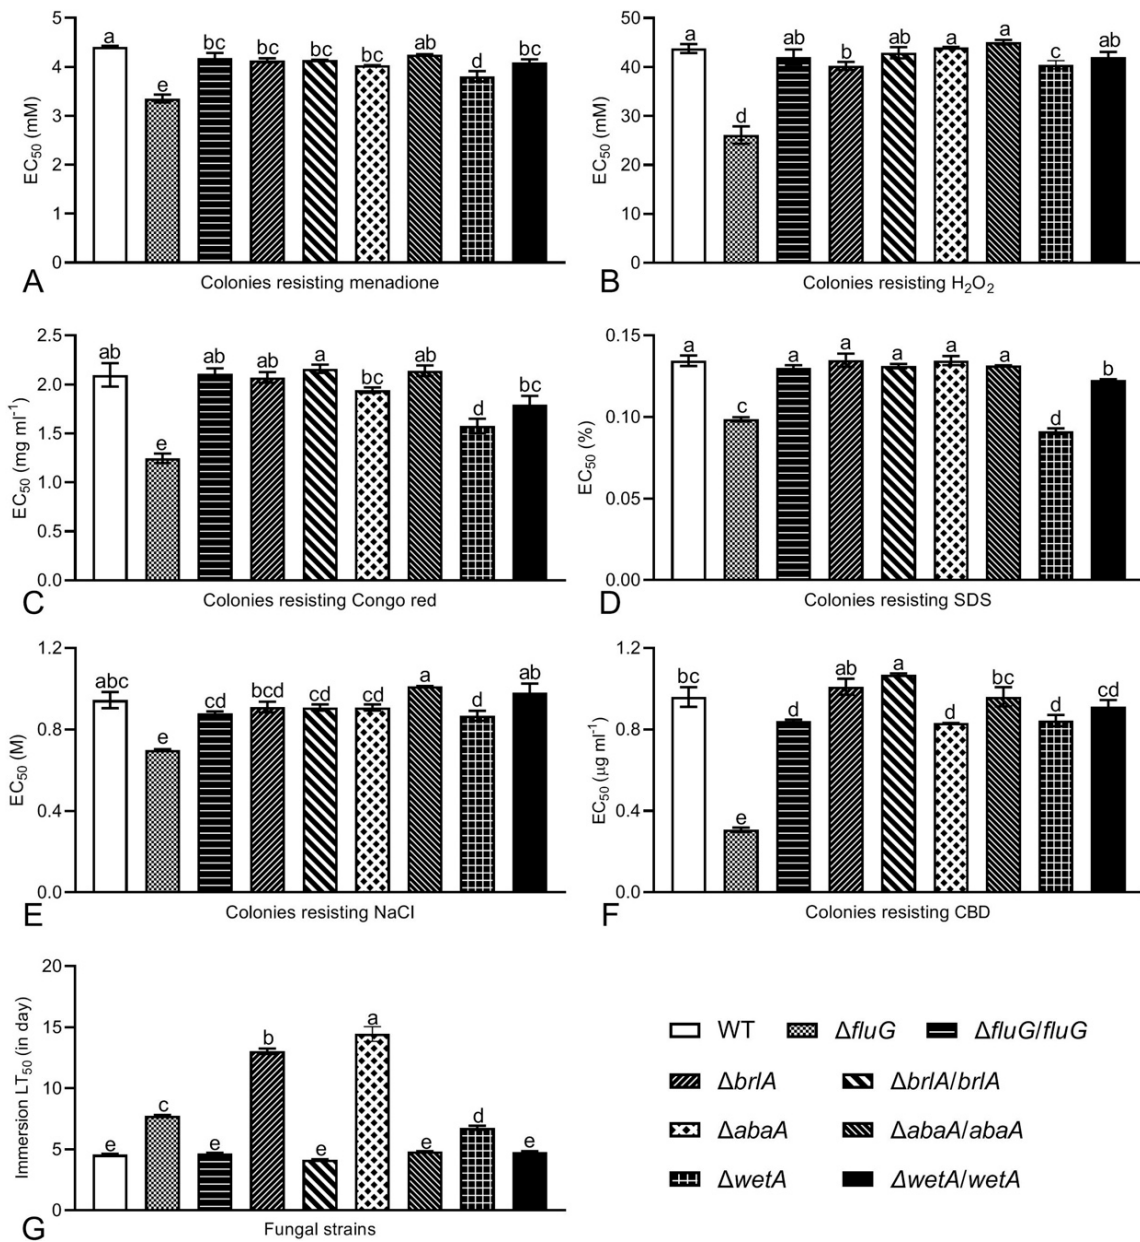 a
e
bc
bc
bc
bc
ab
d
bc
5
4
3
2
1
0
EC50 (mM)
A
Colonies resisting menadione
a
d
ab
b
a
a
a
c
ab
50
40
30
20
10
0
EC50 (mM)
B
Colonies resisting H2O2
ab
e
ab
ab
a
bc
ab
d
bc
2.5
2.0
1.5
1.0
0.5
0.0
EC50 (mg ml-1)
C
Colonies resisting Congo red
a
c
a
a
a
a
a
d
b
0.15
0.10
0.05
0.00
EC50 (%)
D
Colonies resisting SDS
abc
e
cd
bcd
cd
cd
a
d
ab
1.2
0.8
0.4
0.0
EC50 (M)
E
Colonies resisting NaCl
bc
e
d
ab
a
d
bc
d
cd
1.2
0.8
0.4
0.0
EC50 (μg ml-1)
F
Colonies resisting CBD
e
c
e
b
e
a
e
d
e
20
15
10
5
0
Immersion LT50 (in day)
G
Fungal strains
WT ΔfluG ΔfluG/fluG
ΔbrlA ΔbrlA/brlA
ΔabaA ΔabaA/abaA
ΔwetA ΔwetA/wetA